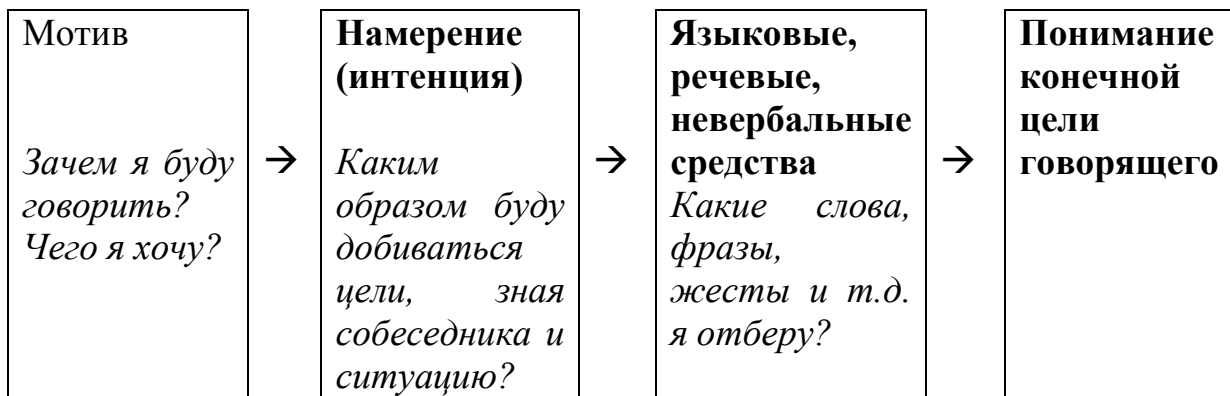 Мотив
Зачем я буду
говорить?
Чего я хочу?
→
Намерение
(интенция)
Каким
образом буду
добиваться
цели, зная
собеседника и
ситуацию?
→
Языковые,
речевые,
невербальные
средства
Какие слова,
фразы,
жесты и т.д.
я отберу?
→
Понимание
конечной
цели
говорящего